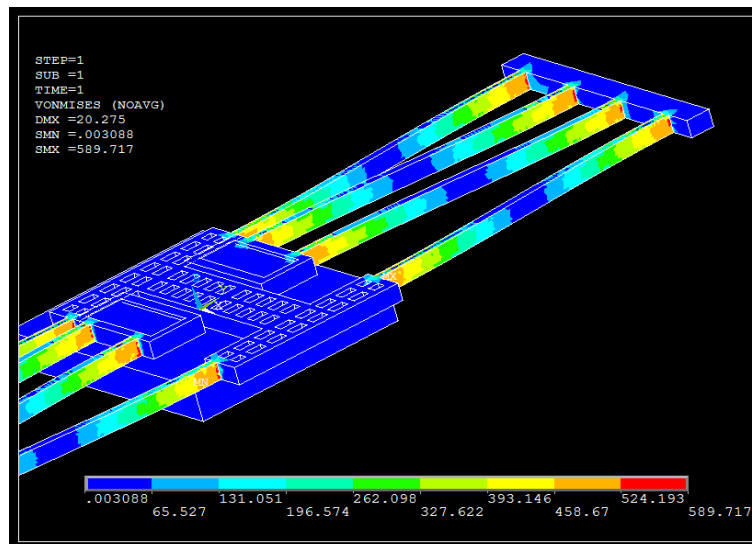 STEP=1
SUB =1
TIME=1
VONMISES (NOAVG)
DMX =20.275
SMN =.003088
SMX =589.717
MX
MN
.003088 131.051 262.098 393.146 524.193
65.527 196.574 327.622 458.67 589.717